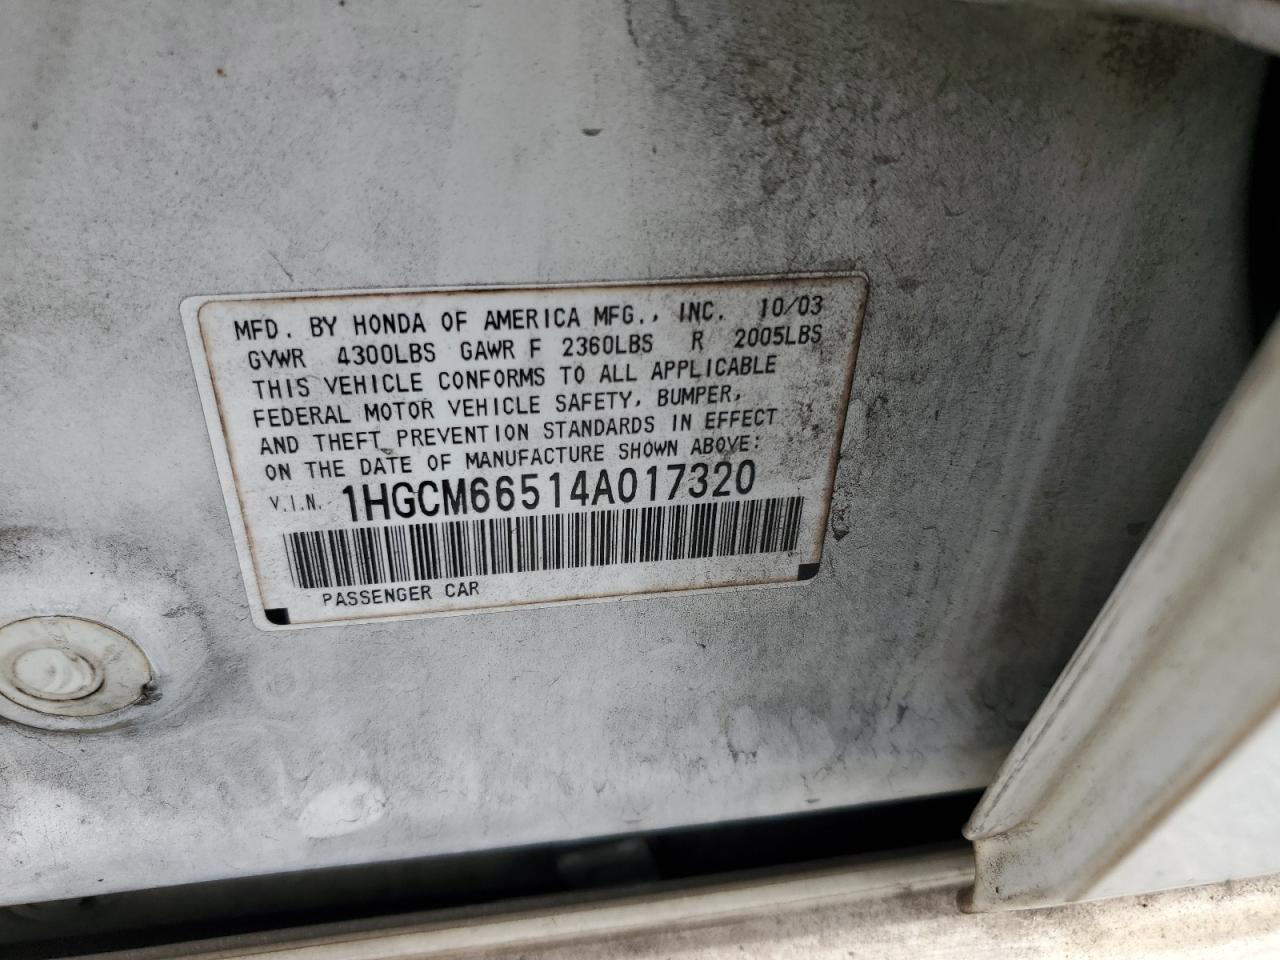 MFD. BY HONDA OF AMERICA MFG., INC. 10/03
GVWR 4300LBS GAWR F 2360LBS R 2005LBS
THIS VEHICLE CONFORMS TO ALL APPLICABLE
FEDERAL MOTOR VEHICLE SAFETY, BUMPER,
AND THEFT PREVENTION STANDARDS IN EFFECT
ON THE DATE OF MANUFACTURE SHOWN ABOVE:
V.I.N. 1HGCM66514A017320
PASSENGER CAR